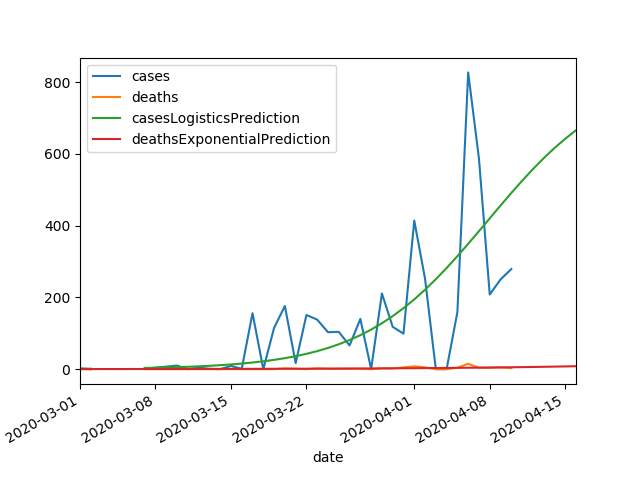 cases
deaths
casesLogisticsPrediction
deathsExponentialPrediction
800
600
400
200
0
2020-03-01
2020-03-08
2020-03-15
2020-03-22
2020-04-01
2020-04-08
2020-04-15
date